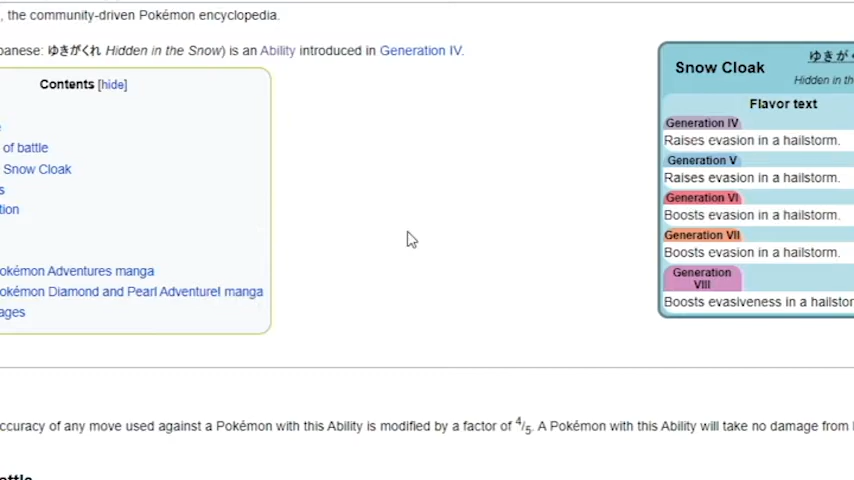 , the community-driven Pokémon encyclopedia.
panese: ゆきがくれ Hidden in the Snow) is an Ability introduced in Generation IV.
Contents [hide]
of battle
Snow Cloak
s
tion
okémon Adventures manga
okémon Diamond and Pearl Adventure! manga
ages
Snow Cloak
ゆきが
Hidden in th
Flavor text
Generation IV
Raises evasion in a hailstorm.
Generation V
Raises evasion in a hailstorm.
Generation VI
Boosts evasion in a hailstorm.
Generation VII
Boosts evasion in a hailstorm.
Generation
VIII
Boosts evasiveness in a hailstor
ccuracy of any move used against a Pokémon with this Ability is modified by a factor of 4/5. A Pokémon with this Ability will take no damage from